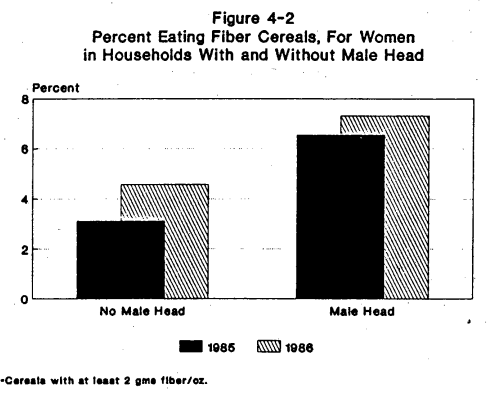 Figure 4-2
Percent Eating Fiber Cereals, For Women
in Households With and Without Male Head
Percent
8
6
4
2
0
No Male Head Male Head
1985 1986
•Cereals with at least 2 gms fiber/oz.